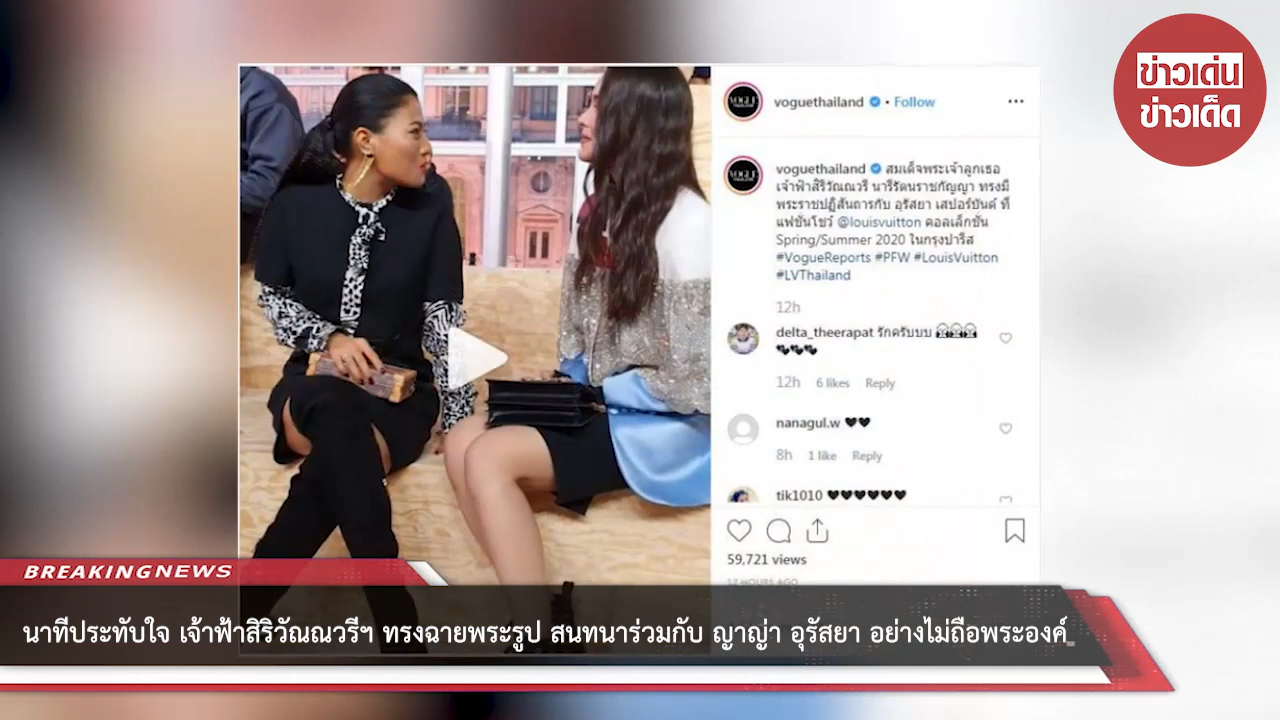 ข่าวเด่น
ข่าวเด็ด
VOGUE
voguethailand • Follow
VOGUE
voguethailand สมเด็จพระเจ้าลูกเธอ
เจ้าฟ้าสิริวัณณวรี นารีรัตนราชกัญญา ทรงมี
พระราชปฏิสันถารกับ อุรัสยา เสปอร์บันด์ ที่
แฟชั่นโชว์ @louisvuitton คอลเล็กชั่น
Spring/Summer 2020 ในกรุงปารีส
#VogueReports #PFW #LouisVuitton
#LVThailand
12h
delta_theerapat รักครับบบ
12h 6 likes Reply
nanagul.w 🖤🖤
8h 1 like Reply
tik1010 🖤🖤🖤🖤🖤🖤
59,721 views
12 HOURS AGO
BREAKINGNEWS
นาทีประทับใจ เจ้าฟ้าสิริวัณณวรีฯ ทรงฉายพระรูป สนทนาร่วมกับ ญาญ่า อุรัสยา อย่างไม่ถือพระองค์